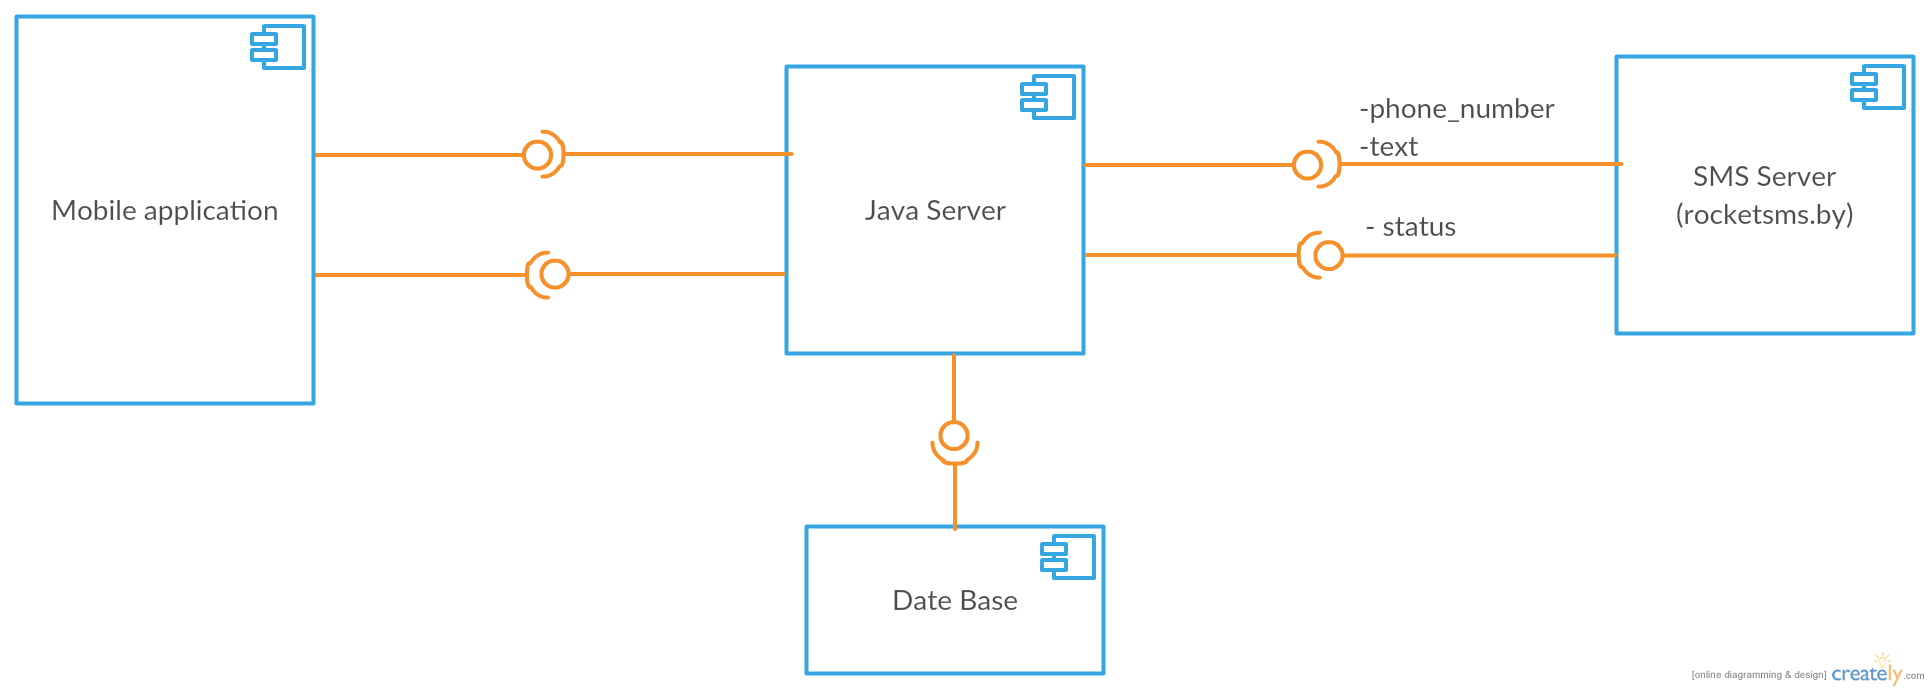 Mobile application
Java Server
-phone_number
-text
- status
SMS Server
(rocketsms.by)
Date Base
[online diagramming & design] creately.com